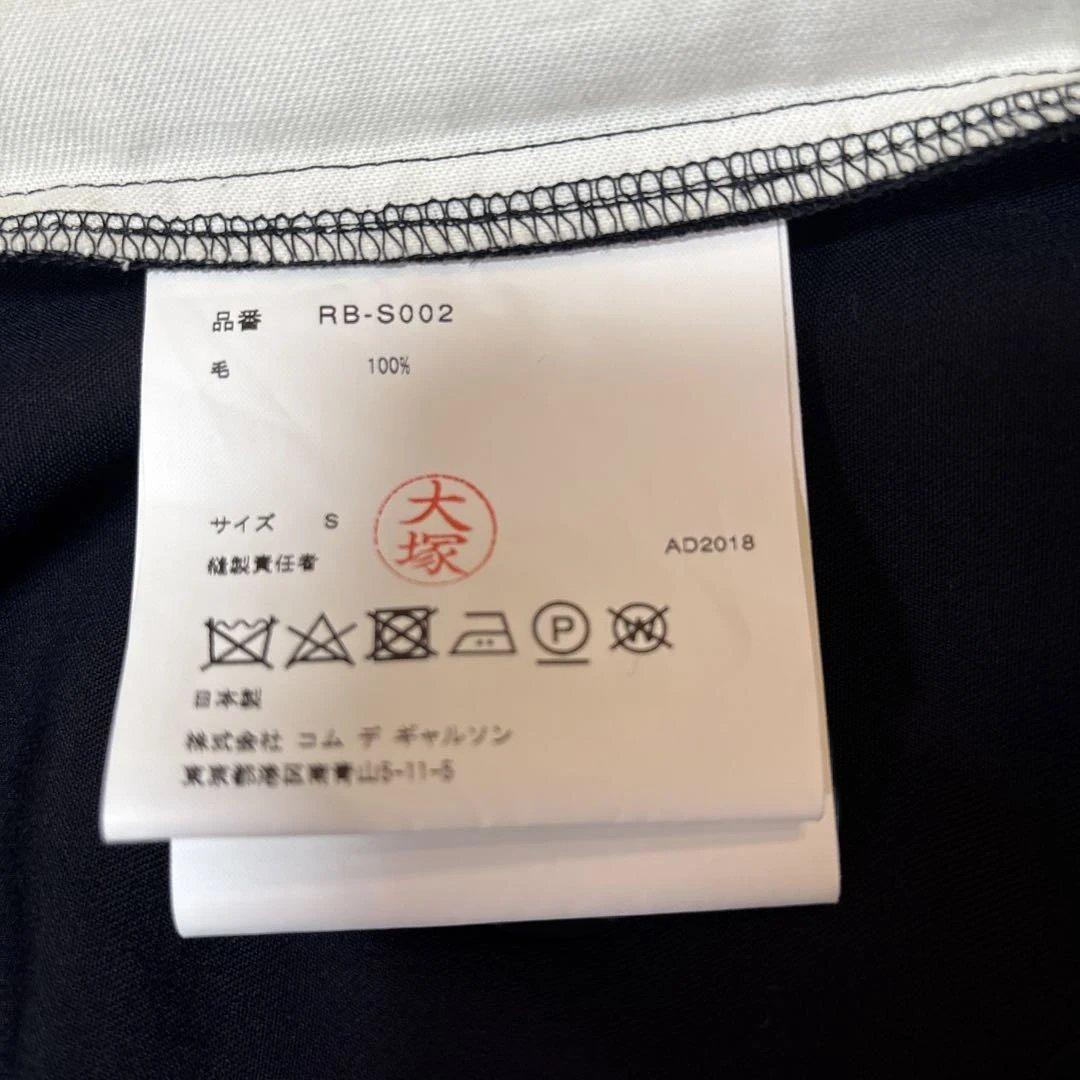 品番 RB-S002
毛 100%
サイズ S
大塚
縫製責任者
AD2018
P W
日本製
株式会社 コム デ ギャルソン
東京都港区南青山5-11-5